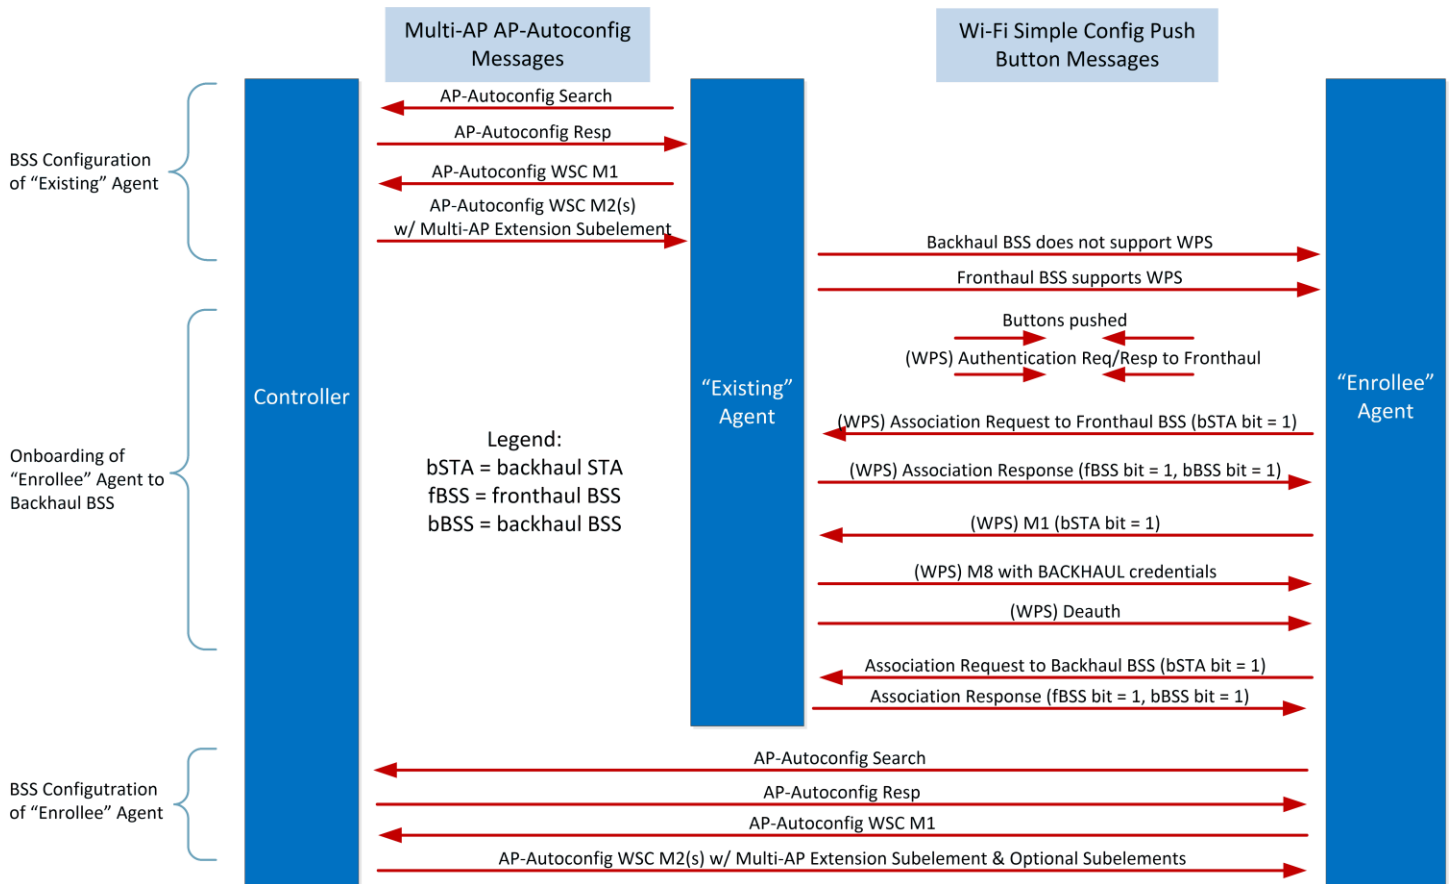 Multi-AP AP-Autoconfig
Messages
Wi-Fi Simple Config Push
Button Messages
BSS Configuration
of “Existing” Agent
AP-Autoconfig Search
AP-Autoconfig Resp
AP-Autoconfig WSC M1
AP-Autoconfig WSC M2(s)
w/ Multi-AP Extension Subelement
Backhaul BSS does not support WPS
Fronthaul BSS supports WPS
Buttons pushed
(WPS) Authentication Req/Resp to Fronthaul
Controller
“Existing”
Agent
“Enrollee”
Agent
Onboarding of
“Enrollee” Agent to
Backhaul BSS
Legend:
bSTA = backhaul STA
fBSS = fronthaul BSS
bBSS = backhaul BSS
(WPS) Association Request to Fronthaul BSS (bSTA bit = 1)
(WPS) Association Response (fBSS bit = 1, bBSS bit = 1)
(WPS) M1 (bSTA bit = 1)
(WPS) M8 with BACKHAUL credentials
(WPS) Deauth
Association Request to Backhaul BSS (bSTA bit = 1)
Association Response (fBSS bit = 1, bBSS bit = 1)
BSS Configutration
of “Enrollee” Agent
AP-Autoconfig Search
AP-Autoconfig Resp
AP-Autoconfig WSC M1
AP-Autoconfig WSC M2(s) w/ Multi-AP Extension Subelement & Optional Subelements